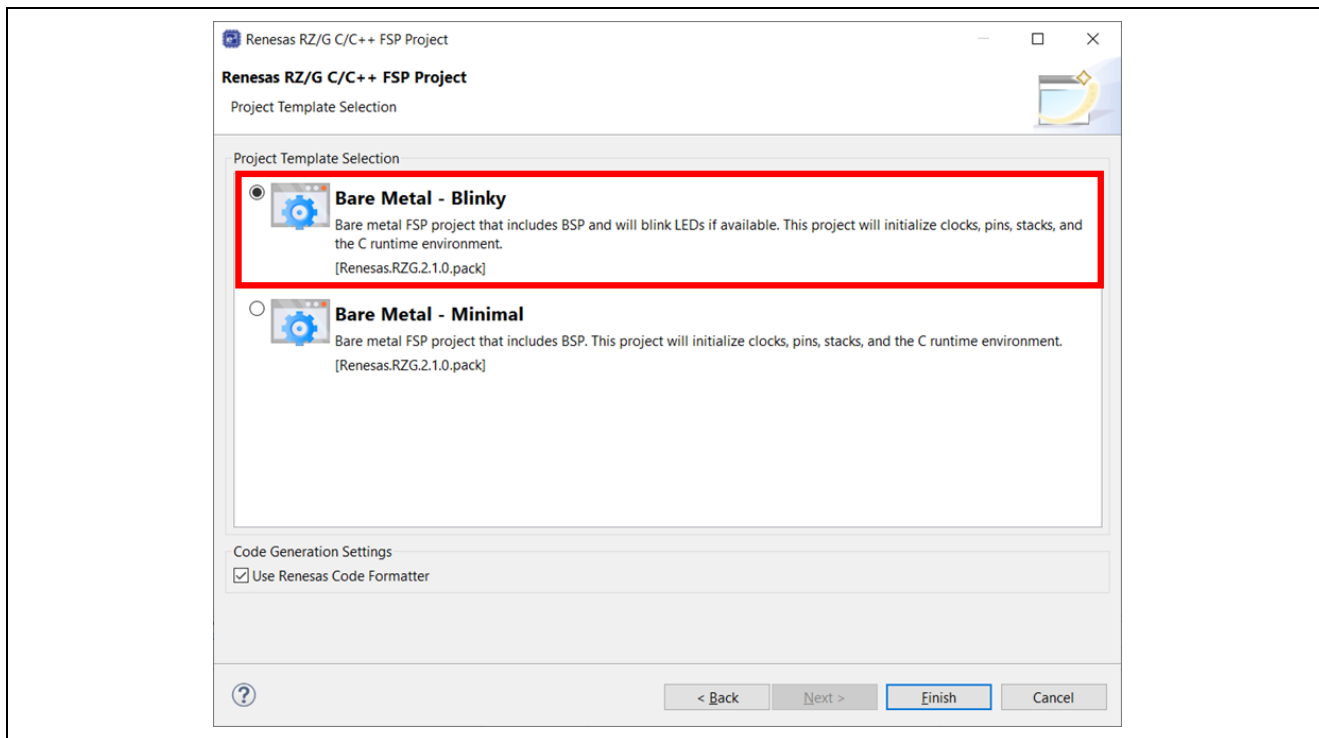 Renesas RZ/G C/C++ FSP Project
Renesas RZ/G C/C++ FSP Project
Project Template Selection
Project Template Selection
Bare Metal - Blinky
Bare metal FSP project that includes BSP and will blink LEDs if available. This project will initialize clocks, pins, stacks, and
the C runtime environment.
[Renesas.RZG.2.1.0.pack]
Bare Metal - Minimal
Bare metal FSP project that includes BSP. This project will initialize clocks, pins, stacks, and the C runtime environment.
[Renesas.RZG.2.1.0.pack]
Code Generation Settings
Use Renesas Code Formatter
? < Back Next > Finish Cancel